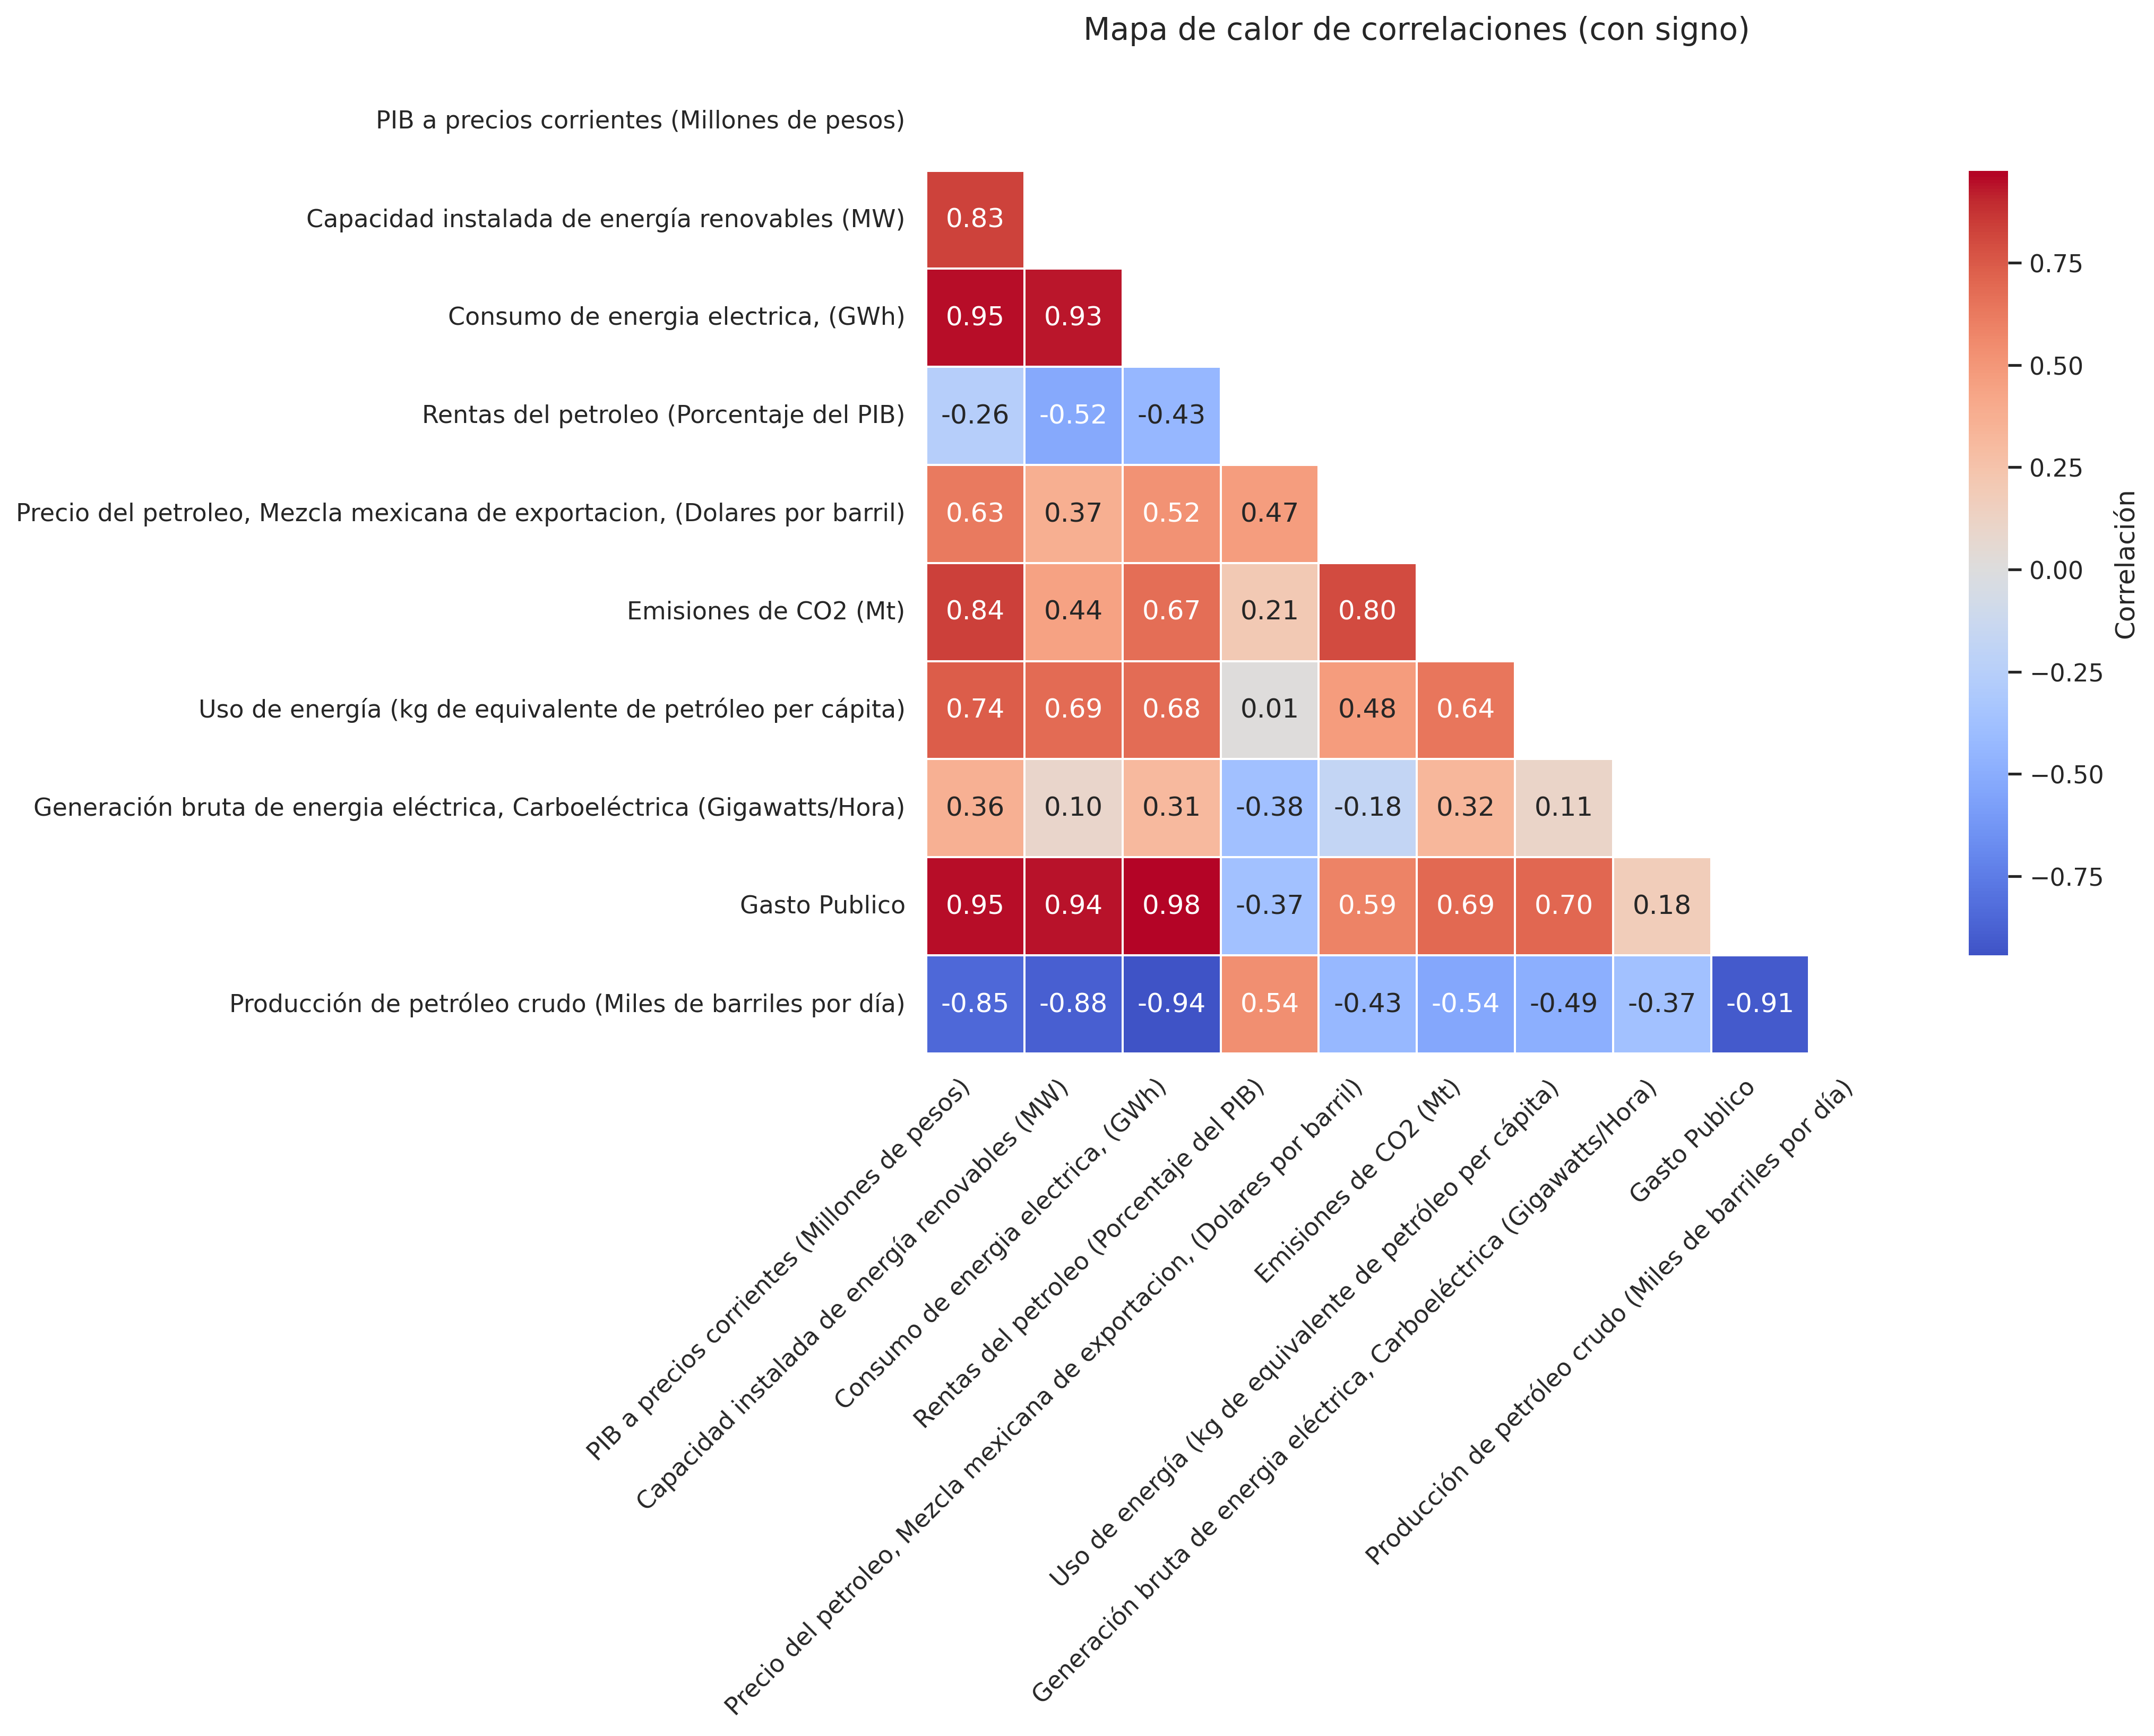 Mapa de calor de correlaciones (con signo)
PIB a precios corrientes (Millones de pesos)
Capacidad instalada de energía renovables (MW)
0.83
Consumo de energia electrica, (GWh)
0.95 0.93
Rentas del petroleo (Porcentaje del PIB)
-0.26 -0.52 -0.43
Precio del petroleo, Mezcla mexicana de exportacion, (Dolares por barril)
0.63 0.37 0.52 0.47
Emisiones de CO2 (Mt)
0.84 0.44 0.67 0.21 0.80
Uso de energía (kg de equivalente de petróleo per cápita)
0.74 0.69 0.68 0.01 0.48 0.64
Generación bruta de energia eléctrica, Carboeléctrica (Gigawatts/Hora)
0.36 0.10 0.31 -0.38 -0.18 0.32 0.11
Gasto Publico
0.95 0.94 0.98 -0.37 0.59 0.69 0.70 0.18
Producción de petróleo crudo (Miles de barriles por día)
-0.85 -0.88 -0.94 0.54 -0.43 -0.54 -0.49 -0.37 -0.91
PIB a precios corrientes (Millones de pesos)
Capacidad instalada de energía renovables (MW)
Consumo de energia electrica, (GWh)
Rentas del petroleo (Porcentaje del PIB)
Precio del petroleo, Mezcla mexicana de exportacion, (Dolares por barril)
Emisiones de CO2 (Mt)
Uso de energía (kg de equivalente de petróleo per cápita)
Generación bruta de energia eléctrica, Carboeléctrica (Gigawatts/Hora)
Gasto Publico
Producción de petróleo crudo (Miles de barriles por día)
0.75
0.50
0.25
0.00
−0.25
−0.50
−0.75
Correlación